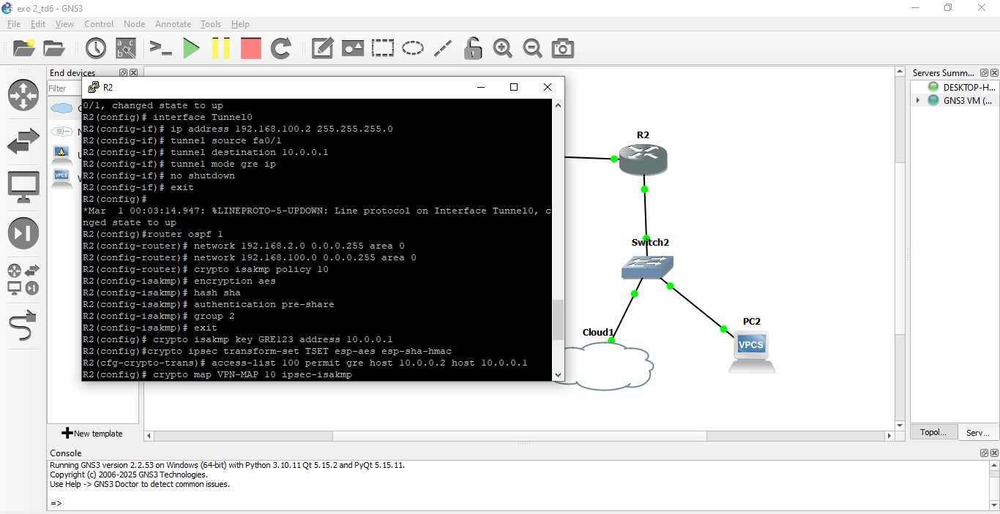 exo 2_td6 - GNS3
File Edit View Control Node Annotate Tools Help
End devices
Filter
R2
0/1, changed state to up
R2(config)# interface Tunnel0
R2(config-if)# ip address 192.168.100.2 255.255.255.0
R2(config-if)# tunnel source fa0/1
R2(config-if)# tunnel destination 10.0.0.1
R2(config-if)# tunnel mode gre ip
R2(config-if)# no shutdown
R2(config-if)# exit
R2(config)#
*Mar  1 00:03:14.947: %LINEPROTO-5-UPDOWN: Line protocol on Interface Tunnel0, c
nged state to up
R2(config)#router ospf 1
R2(config-router)# network 192.168.2.0 0.0.0.255 area 0
R2(config-router)# network 192.168.100.0 0.0.0.255 area 0
R2(config-router)# crypto isakmp policy 10
R2(config-isakmp)# encryption aes
R2(config-isakmp)# hash sha
R2(config-isakmp)# authentication pre-share
R2(config-isakmp)# group 2
R2(config-isakmp)# exit
R2(config)# crypto isakmp key GRE123 address 10.0.0.1
R2(config)#crypto ipsec transform-set TSET esp-aes esp-sha-hmac
R2(cfg-crypto-trans)# access-list 100 permit gre host 10.0.0.2 host 10.0.0.1
R2(config)# crypto map VPN-MAP 10 ipsec-isakmp
VPCS
R2
Switch2
Cloud1
PC2
VPCS
Servers Summ...
DESKTOP-H...
GNS3 VM (...
Topol...
Serv...
New template
Console
Running GNS3 version 2.2.53 on Windows (64-bit) with Python 3.10.11 Qt 5.15.2 and PyQt 5.15.11.
Copyright (c) 2006-2025 GNS3 Technologies.
Use Help -> GNS3 Doctor to detect common issues.
=>